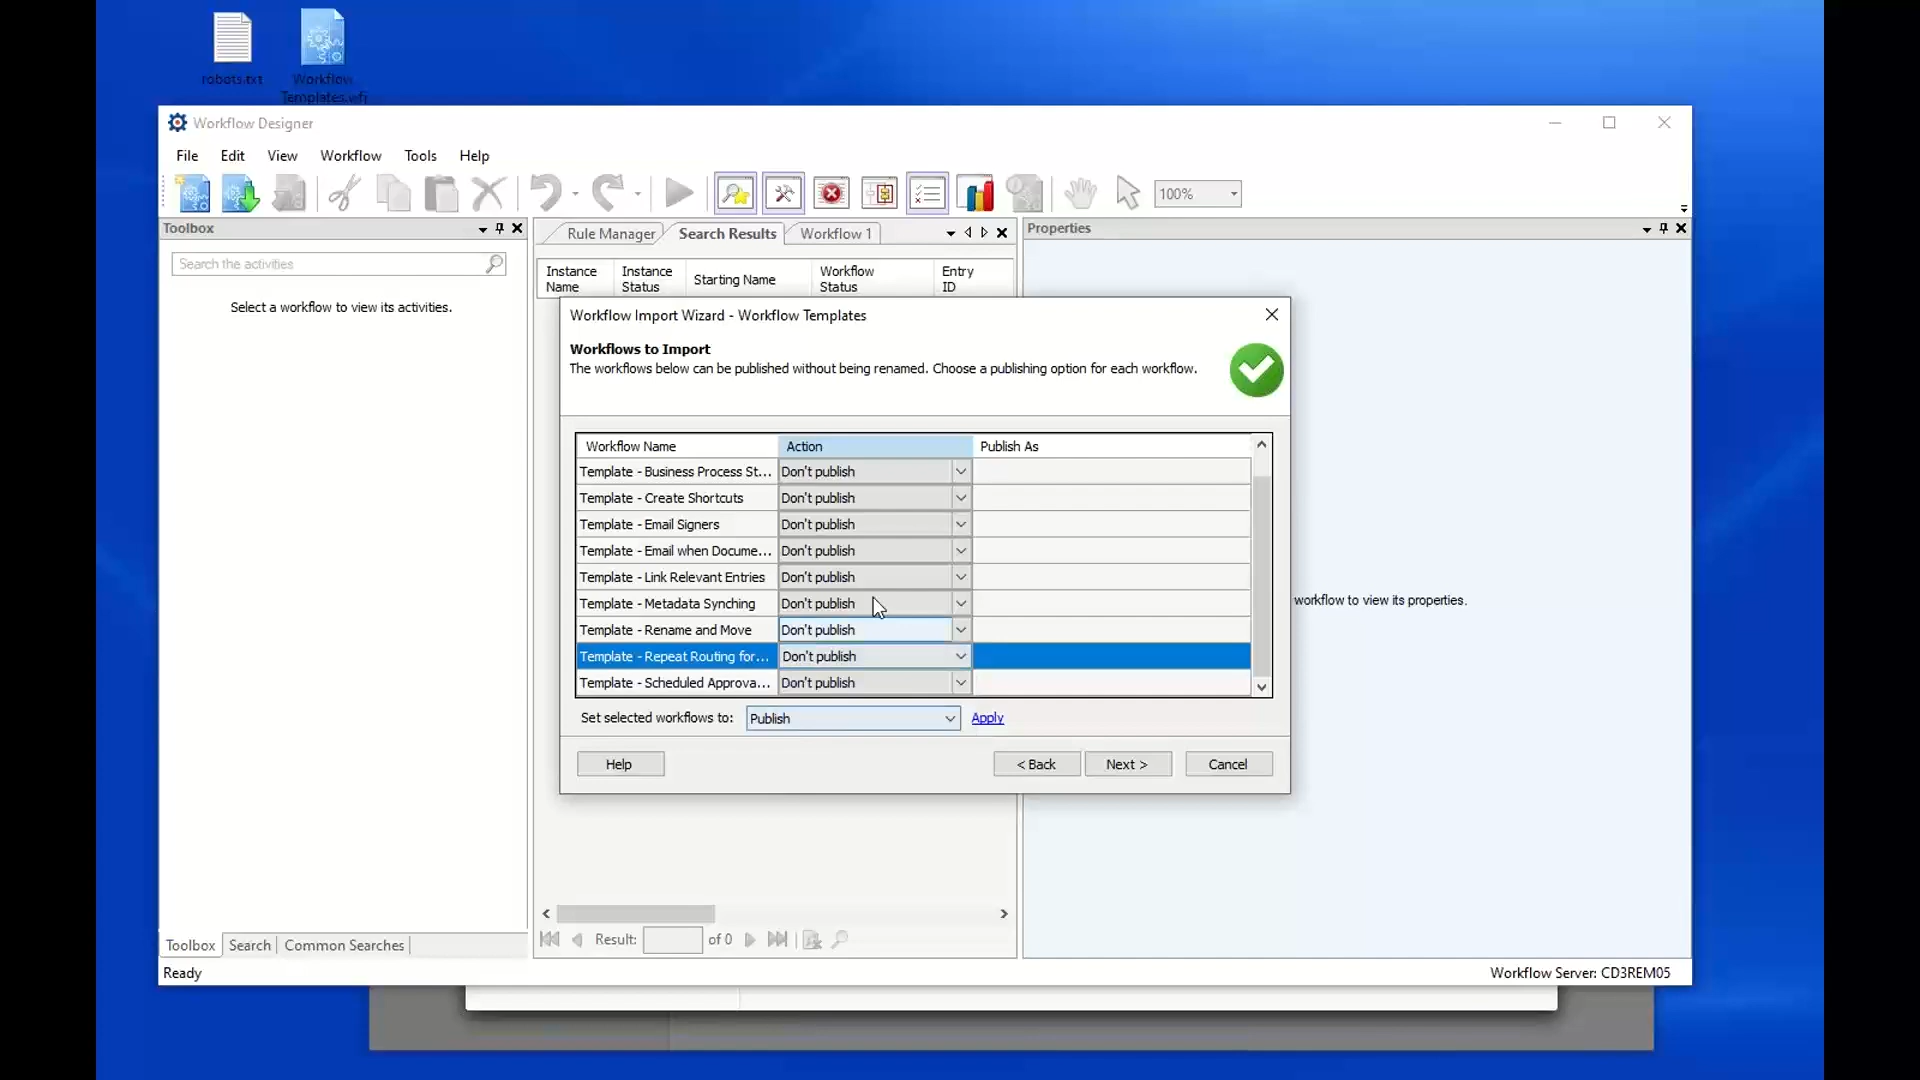 robots.txt
Workflow
Templates.wfi
Workflow Designer
File Edit View Workflow Tools Help
100%
Toolbox
Rule Manager Search Results Workflow 1
Properties
Search the activities
Select a workflow to view its activities.
Instance Name
Instance Status
Starting Name
Workflow Status
Entry ID
Workflow Import Wizard - Workflow Templates
Workflows to Import
The workflows below can be published without being renamed. Choose a publishing option for each workflow.
Workflow Name Action Publish As
Template - Business Process St... Don't publish
Template - Create Shortcuts Don't publish
Template - Email Signers Don't publish
Template - Email when Docume... Don't publish
Template - Link Relevant Entries Don't publish
Template - Metadata Synching Don't publish
Template - Rename and Move Don't publish
Template - Repeat Routing for... Don't publish
Template - Scheduled Approva... Don't publish
Set selected workflows to: Publish Apply
Help < Back Next > Cancel
workflow to view its properties.
Result: of 0
Toolbox Search Common Searches
Ready
Workflow Server: CD3REM05